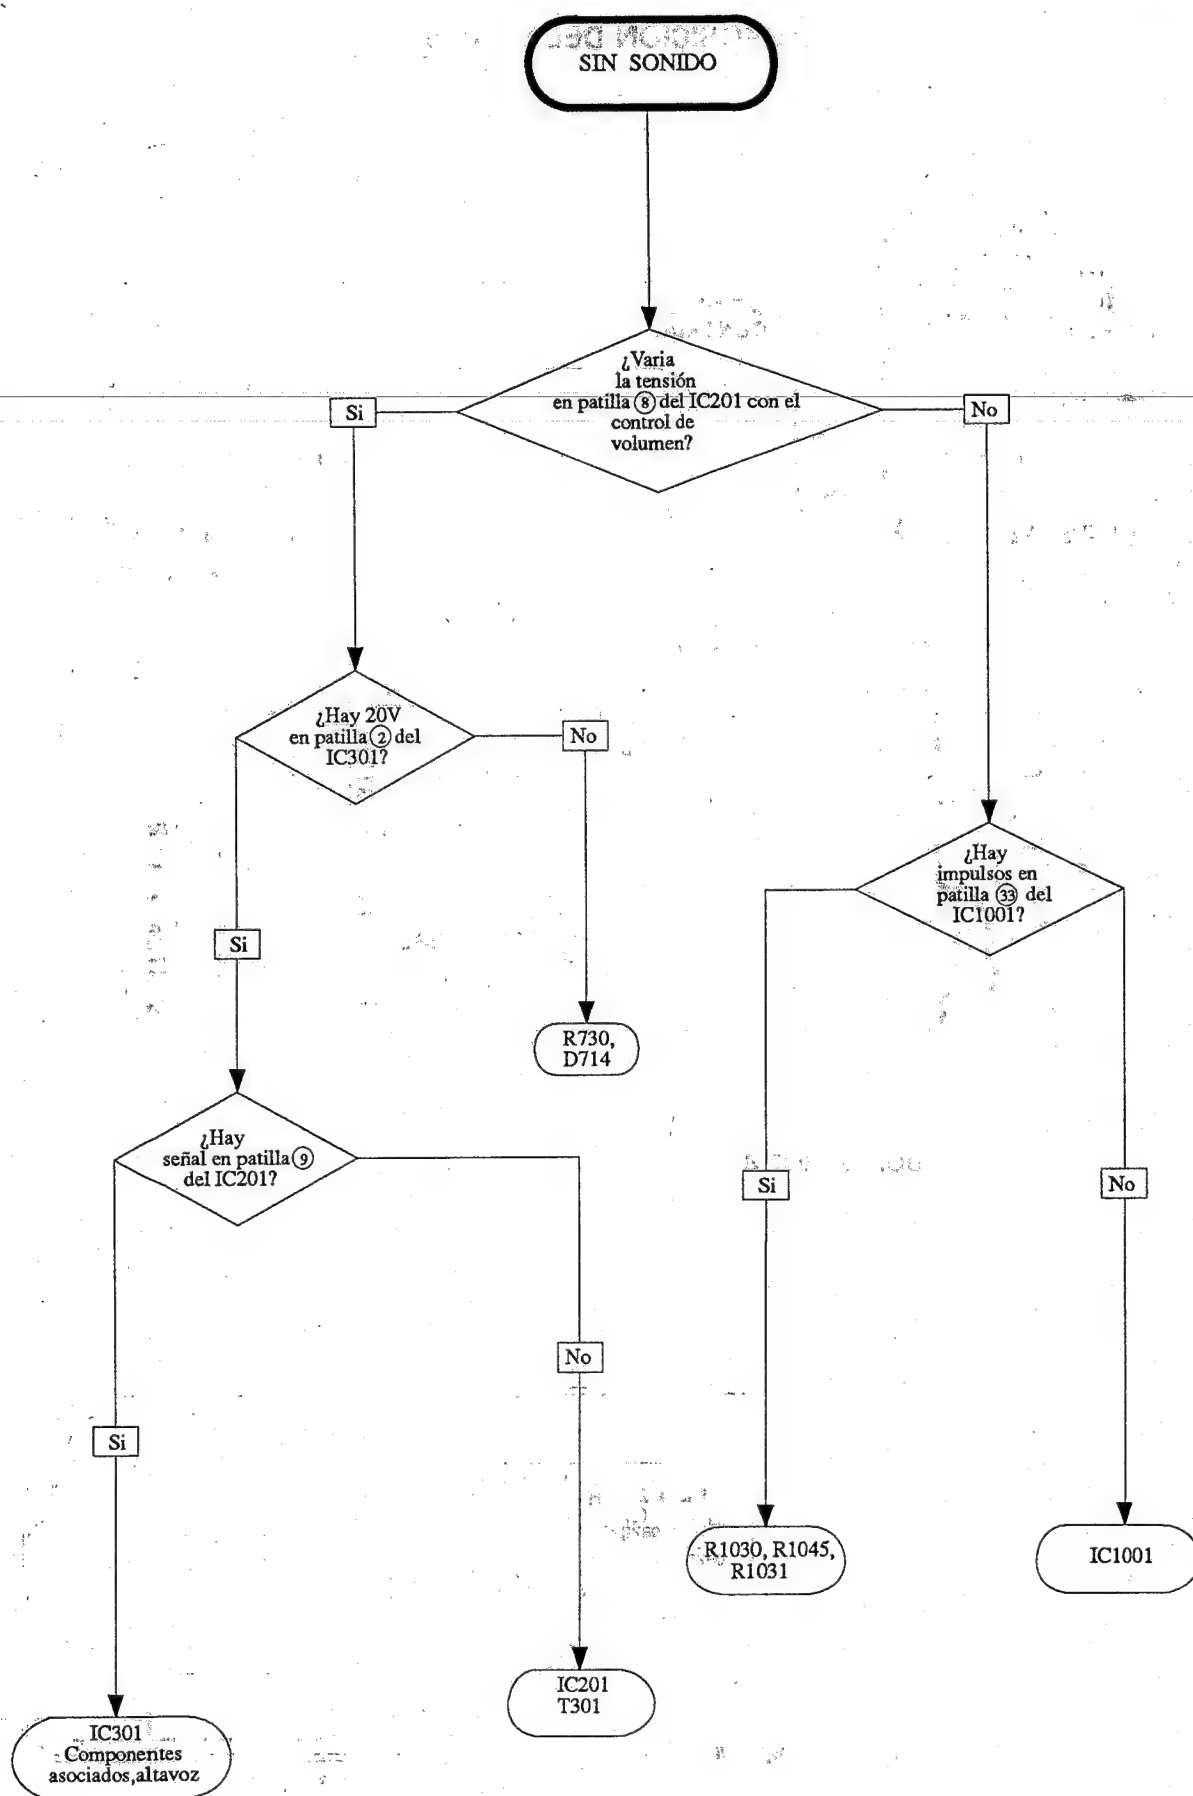 SIN SONIDO
¿Varia
la tensión
en patilla ⑧ del IC201 con el
control de
volumen?
Si
No
¿Hay 20V
en patilla ② del
IC301?
No
¿Hay
impulsos en
patilla ㉝ del
IC1001?
Si
R730,
D714
¿Hay
señal en patilla ⑨
del IC201?
Si
No
No
Si
R1030, R1045,
R1031
IC1001
IC201
T301
IC301
Componentes
asociados,altavoz